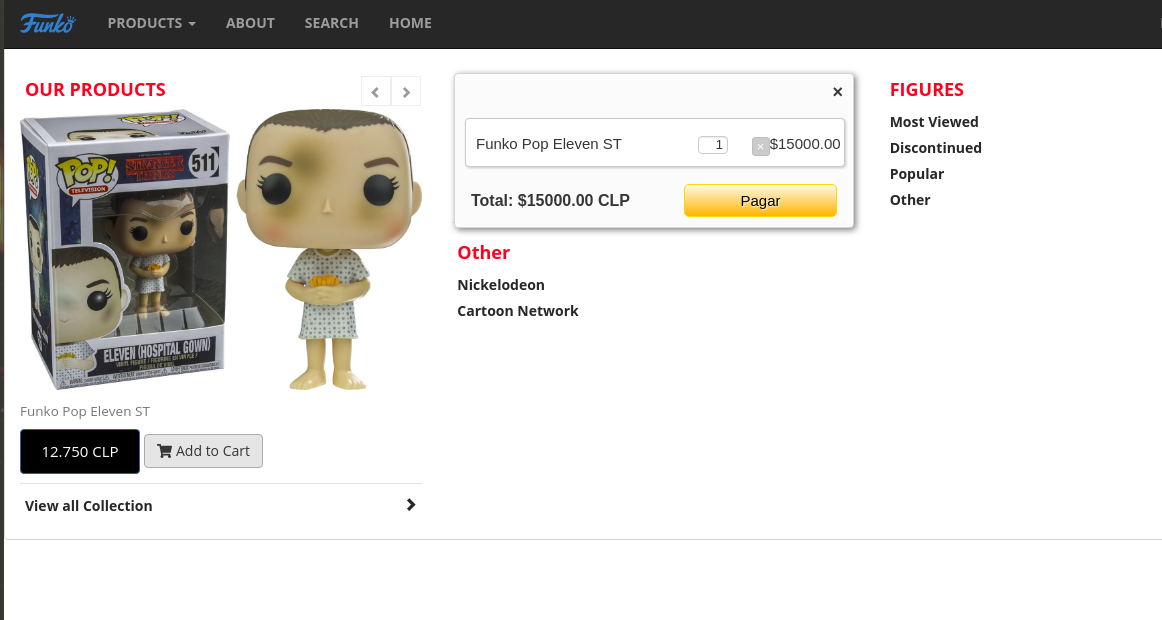 Funko
PRODUCTS
ABOUT
SEARCH
HOME
OUR PRODUCTS
POP!
TELEVISION
STRANGER THINGS
511
ELEVEN (HOSPITAL GOWN)
Funko Pop Eleven ST
12.750 CLP
Add to Cart
View all Collection
×
Funko Pop Eleven ST
1
×
$15000.00
Total: $15000.00 CLP
Pagar
Other
Nickelodeon
Cartoon Network
FIGURES
Most Viewed
Discontinued
Popular
Other